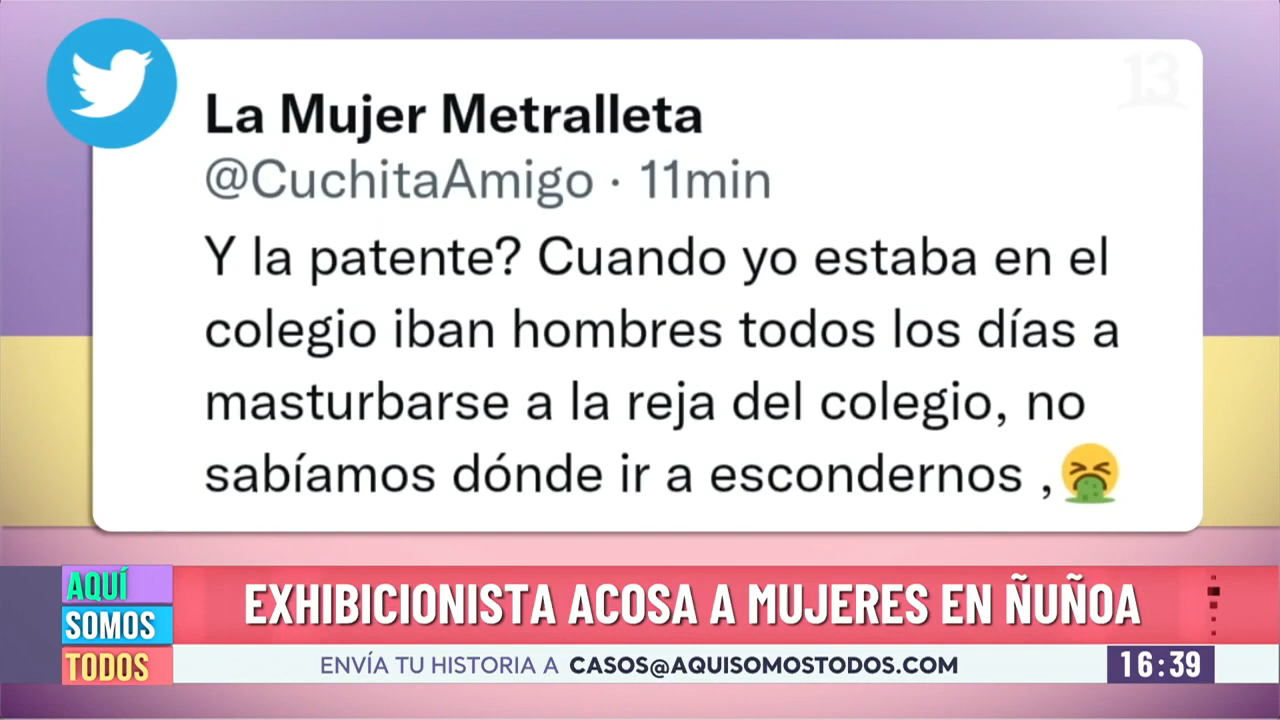 13
La Mujer Metralleta
@CuchitaAmigo · 11min
Y la patente? Cuando yo estaba en el
colegio iban hombres todos los días a
masturbarse a la reja del colegio, no
sabíamos dónde ir a escondernos ,🤮
AQUÍ
SOMOS
TODOS
EXHIBICIONISTA ACOSA A MUJERES EN ÑUÑOA
ENVÍA TU HISTORIA A CASOS@AQUISOMOSTODOS.COM
16:39